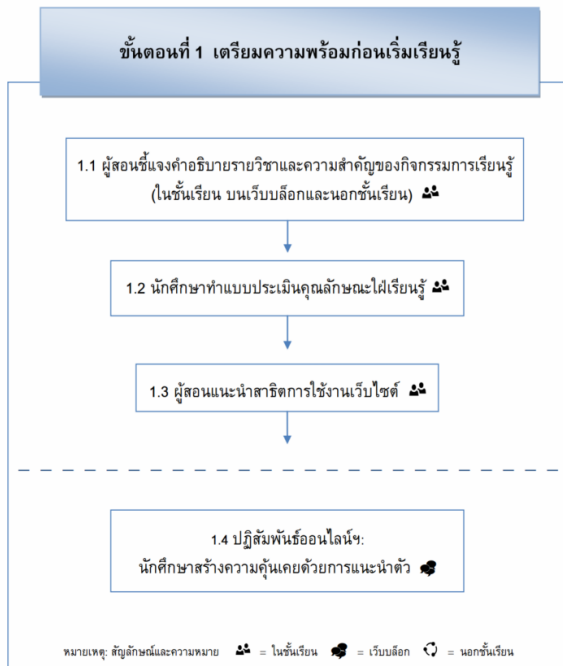 ขั้นตอนที่ 1 เตรียมความพร้อมก่อนเริ่มเรียนรู้
1.1 ผู้สอนชี้แจงคำอธิบายรายวิชาและความสำคัญของกิจกรรมการเรียนรู้
(ในชั้นเรียน บนเว็บบล็อกและนอกชั้นเรียน)
1.2 นักศึกษาทำแบบประเมินคุณลักษณะใฝ่เรียนรู้
1.3 ผู้สอนแนะนำสาธิตการใช้งานเว็บไซต์
1.4 ปฏิสัมพันธ์ออนไลน์ฯ:
นักศึกษาสร้างความคุ้นเคยด้วยการแนะนำตัว
หมายเหตุ: สัญลักษณ์และความหมาย = ในชั้นเรียน = เว็บบล็อก = นอกชั้นเรียน